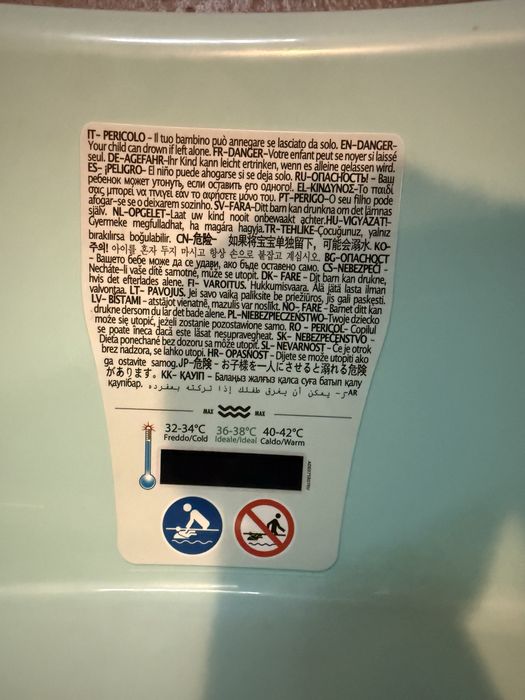 IT- PERICOLO - Il tuo bambino può annegare se lasciato da solo. EN-DANGER-
Your child can drown if left alone. FR-DANGER-Votre enfant peut se noyer si laissé
seul. DE-AGEFAHR-Ihr Kind kann leicht ertrinken, wenn es alleine gelassen wird.
ES- ¡PELIGRO- El niño puede ahogarse si se deja solo. RU-ОПАСНОСТЬ! - Ваш
ребенок может утонуть, если оставить его одного!. EL-ΚΙΝΔΥΝΟΣ-Το παιδί
σας μπορεί να πνιγεί εάν το αφήσετε μόνο του. PT-PERIGO-O seu filho pode
afogar-se se o deixarem sozinho. SV-FARA-Ditt barn kan drunkna om det lämnas
själv. NL-OPGELET-Laat uw kind nooit onbewaakt achter.HU-VIGYÁZAT!-
Gyermeke megfulladhat, ha magára hagyja.TR-TEHLIKE-Çocuğunuz, yalnız
bırakılırsa boğulabilir. CN-危险- 如果将宝宝单独留下，可能会溺水. KO-
주의! 아이를 혼자 두지 마시고 항상 손으로 붙잡고 계십시오. BG-ОПАСНОСТ
- Вашето бебе може да се удави, ако бъде оставено само. CS-NEBEZPEČÍ -
Necháte-li vaše dítě samotné, může se utopit. DK- FARE - Dit barn kan drukne,
hvis det efterlades alene. FI- VAROITUS. Hukkumisvaara. Älä jätä lasta ilman
valvontaa. LT- PAVOJUS. Jei savo vaiką paliksite be priežiūros, jis gali paskęsti.
LV- BĪSTAMI - atstājot vienatnē, mazulis var noslīkt. NO- FARE - Barnet ditt kan
drukne dersom du lar det bade alene. PL-NIEBEZPIECZENSTWO-Twoje dziecko
może się utopić, jeżeli zostanie pozostawione samo. RO - PERICOL- Copilul
se poate îneca dacă este lăsat nesupravegheat. SK- NEBEZPEČENSTVO -
Dieťa ponechané bez dozoru sa môže utopiť. SL- NEVARNOST - Če je otrok
brez nadzora, se lahko utopi. HR- OPASNOST - Dijete se može utopiti ako
ga ostavite samog.JP-危険 - お子様を一人にさせると溺れる危険
があります。KK- ҚАУІП - Балаңыз жалғыз қалса суға батып қалу
қаупібар. AR- خطر- يمكن أن يغرق طفلك إذا تركته بمفرده
MAX MAX
32-34°C 36-38°C 40-42°C
Freddo/Cold Ideale/Ideal Caldo/Warm